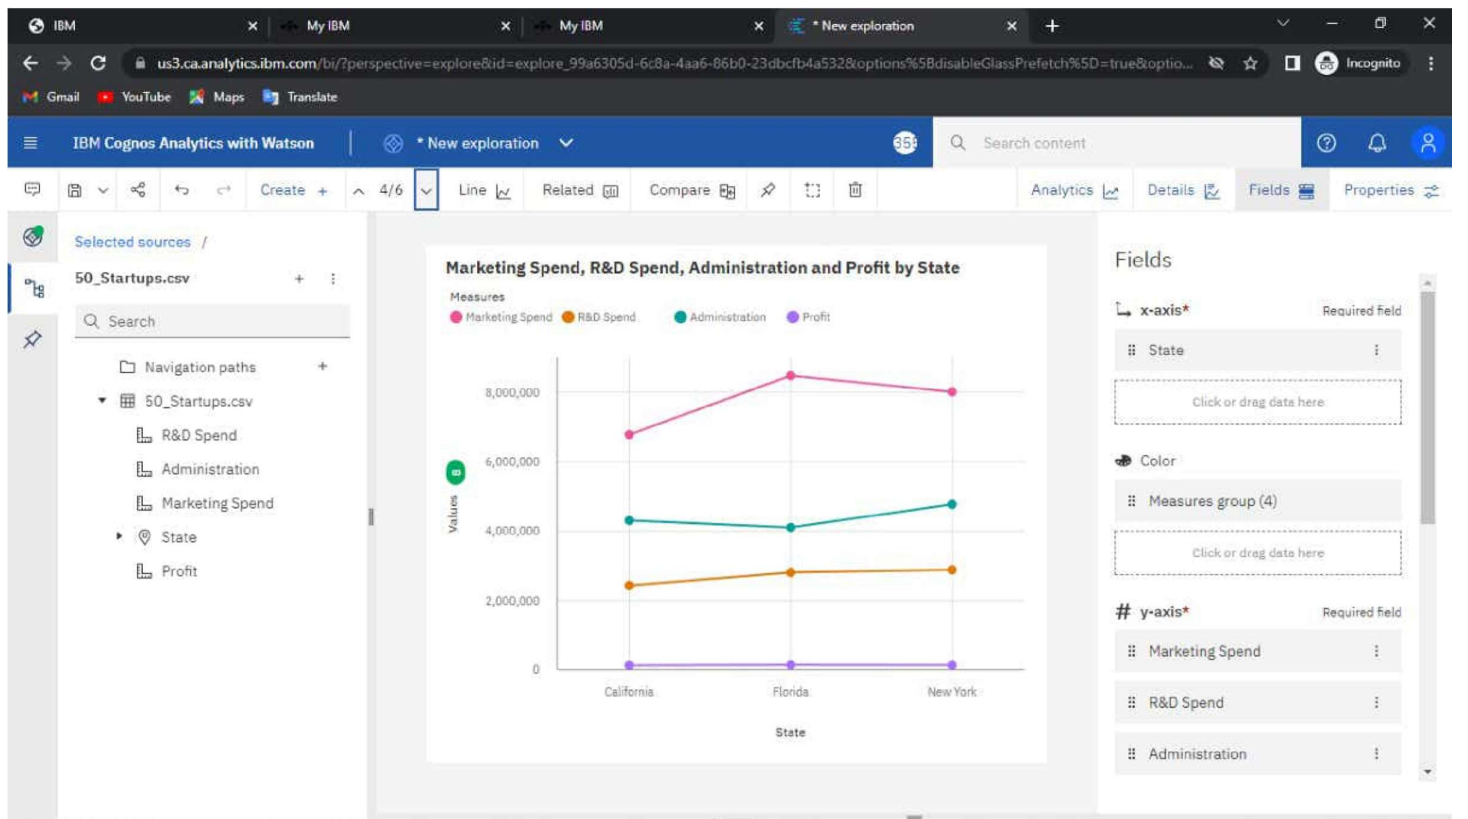 IBM
My IBM
My IBM
* New exploration
us3.ca.analytics.ibm.com/bi/?perspective=explore&id=explore_99a6305d-6c8a-4aa6-86b0-23dbcfb4a532&options%5BdisableGlassPrefetch%5D=true&optio...
Incognito
Gmail YouTube Maps Translate
IBM Cognos Analytics with Watson
* New exploration
Search content
Create + 4/6 Line Related Compare
Analytics Details Fields Properties
Selected sources /
50_Startups.csv
Search
Navigation paths
50_Startups.csv
R&D Spend
Administration
Marketing Spend
State
Profit
Marketing Spend, R&D Spend, Administration and Profit by State
Measures
Marketing Spend R&D Spend Administration Profit
8,000,000
6,000,000
4,000,000
2,000,000
0
Values
California Florida New York
State
Fields
x-axis* Required field
State
Click or drag data here
Color
Measures group (4)
Click or drag data here
# y-axis* Required field
Marketing Spend
R&D Spend
Administration